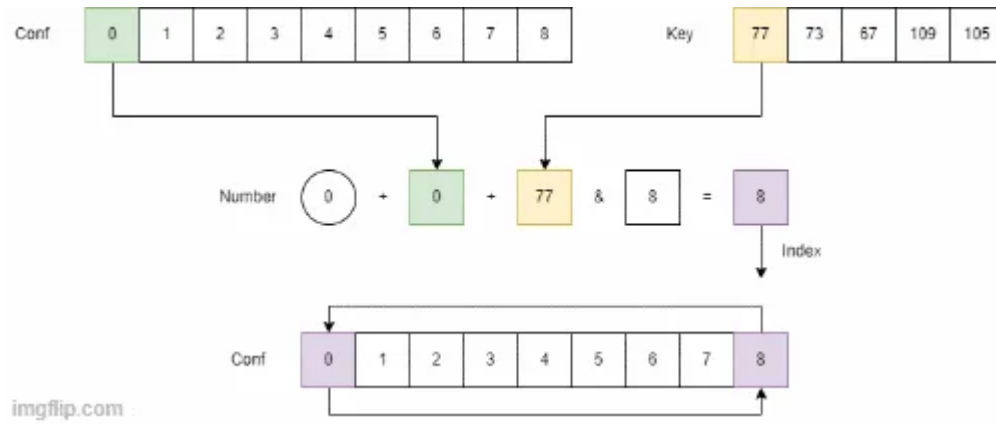 Conf 0 1 2 3 4 5 6 7 8 Key 77 73 67 109 105
Number 0 + 0 + 77 & 8 = 8
Index
Conf 0 1 2 3 4 5 6 7 8
imgflip.com